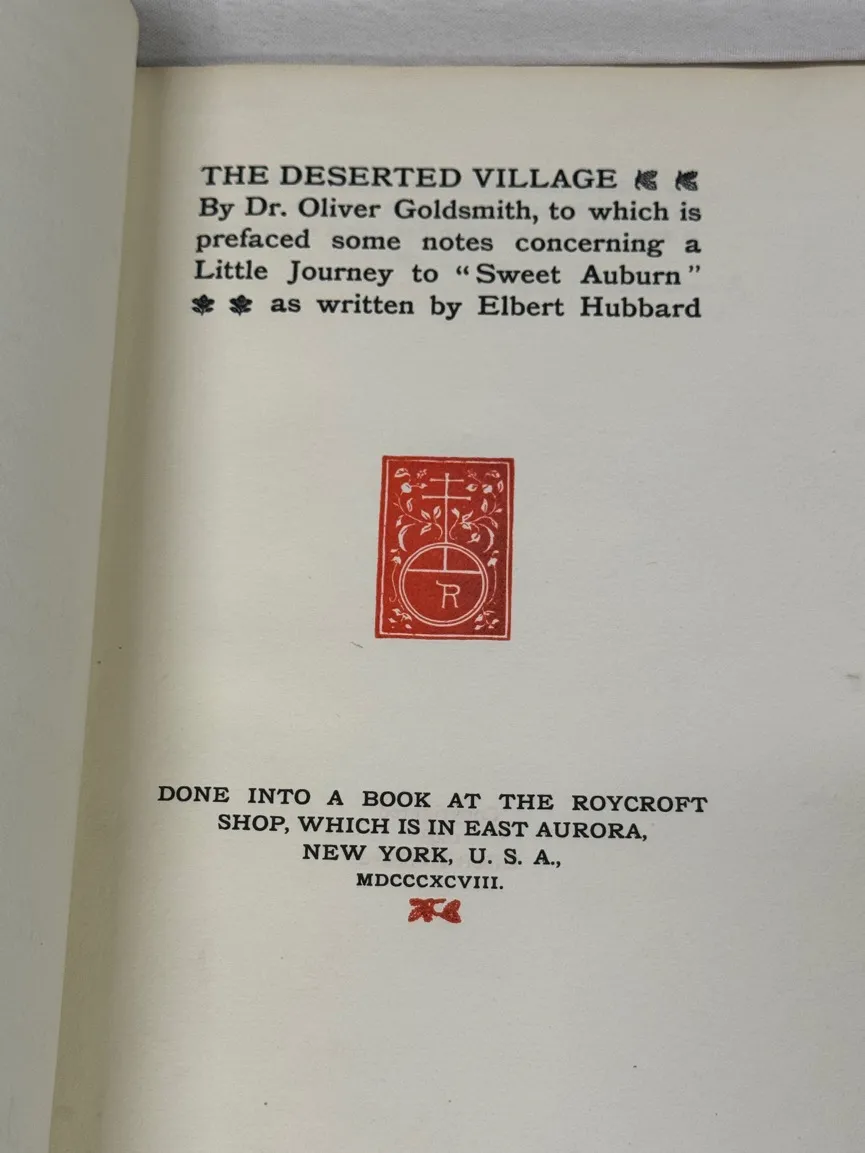 THE DESERTED VILLAGE
By Dr. Oliver Goldsmith, to which is
prefaced some notes concerning a
Little Journey to "Sweet Auburn"
as written by Elbert Hubbard
R
DONE INTO A BOOK AT THE ROYCROFT
SHOP, WHICH IS IN EAST AURORA,
NEW YORK, U. S. A.,
MDCCCXCVIII.